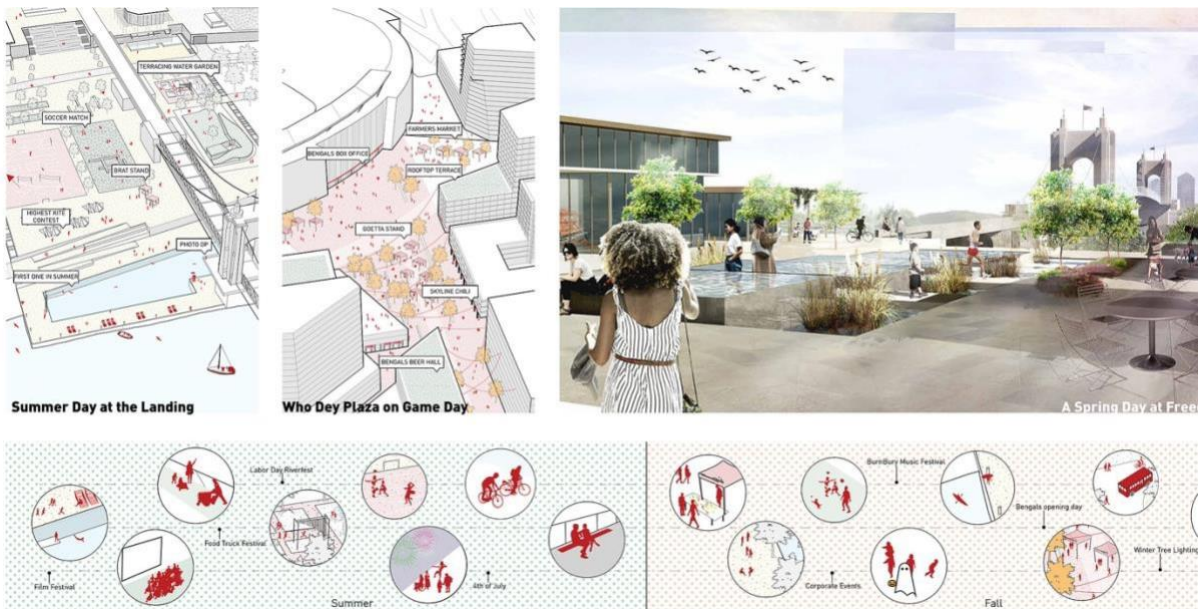 TERRACING WATER GARDEN
SOCCER MATCH
BRAT STAND
HIGHEST KITE
CONTEST
PHOTO OP
FIRST ONE IN SUMMER
Summer Day at the Landing
FARMERS MARKET
BENGALS BOX OFFICE
ROOFTOP TERRACE
GOETTA STAND
SKYLINE CHILI
BENGALS BEER HALL
Who Dey Plaza on Game Day
A Spring Day at Free
Labor Day Riverfest
Food Truck Festival
Film Festival
4th of July
Summer
BunnBury Music Festival
Bengals opening day
Winter Tree Lighting
Corporate Events
Fall